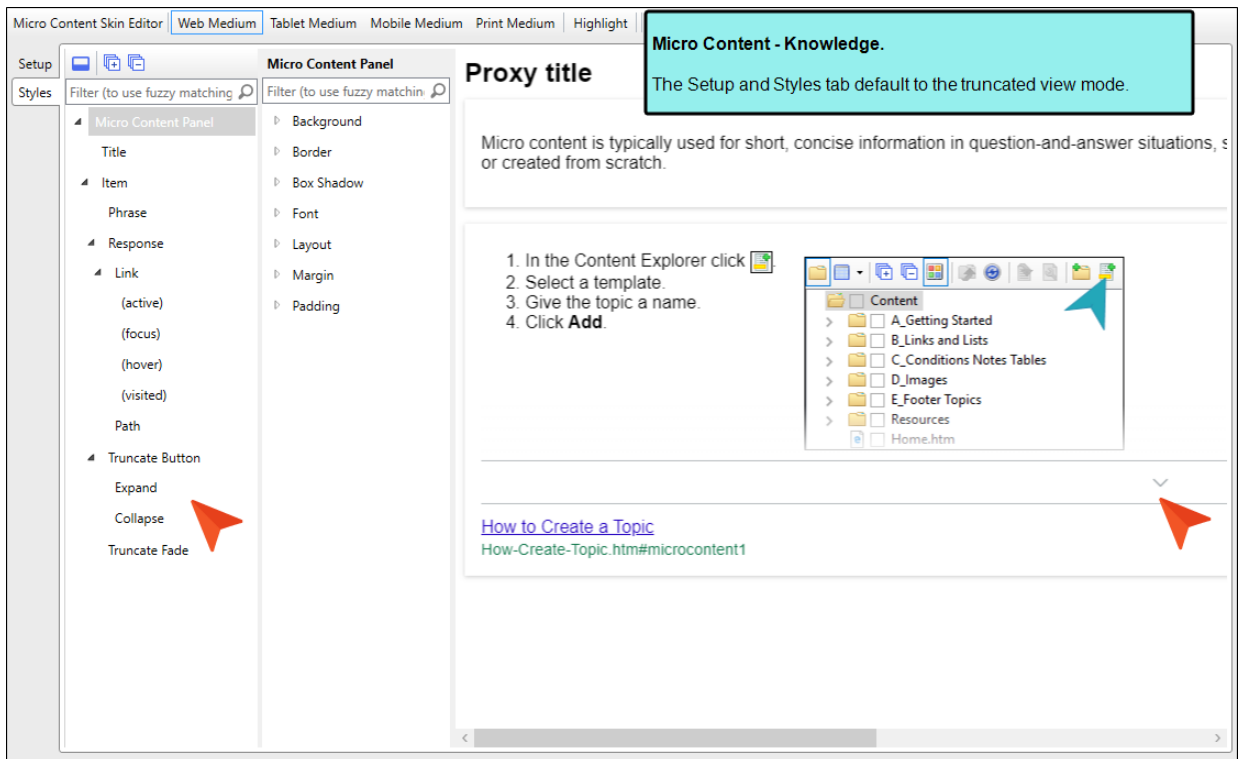 Micro Content Skin Editor Web Medium Tablet Medium Mobile Medium Print Medium Highlight
Micro Content - Knowledge.
The Setup and Styles tab default to the truncated view mode.
Setup
Styles
Filter (to use fuzzy matching
Micro Content Panel
Title
Item
Phrase
Response
Link
(active)
(focus)
(hover)
(visited)
Path
Truncate Button
Expand
Collapse
Truncate Fade
Micro Content Panel
Filter (to use fuzzy matchin
Background
Border
Box Shadow
Font
Layout
Margin
Padding
Proxy title
Micro content is typically used for short, concise information in question-and-answer situations, s
or created from scratch.
1. In the Content Explorer click .
2. Select a template.
3. Give the topic a name.
4. Click Add.
Content
A_Getting Started
B_Links and Lists
C_Conditions Notes Tables
D_Images
E_Footer Topics
Resources
Home.htm
How to Create a Topic
How-Create-Topic.htm#microcontent1